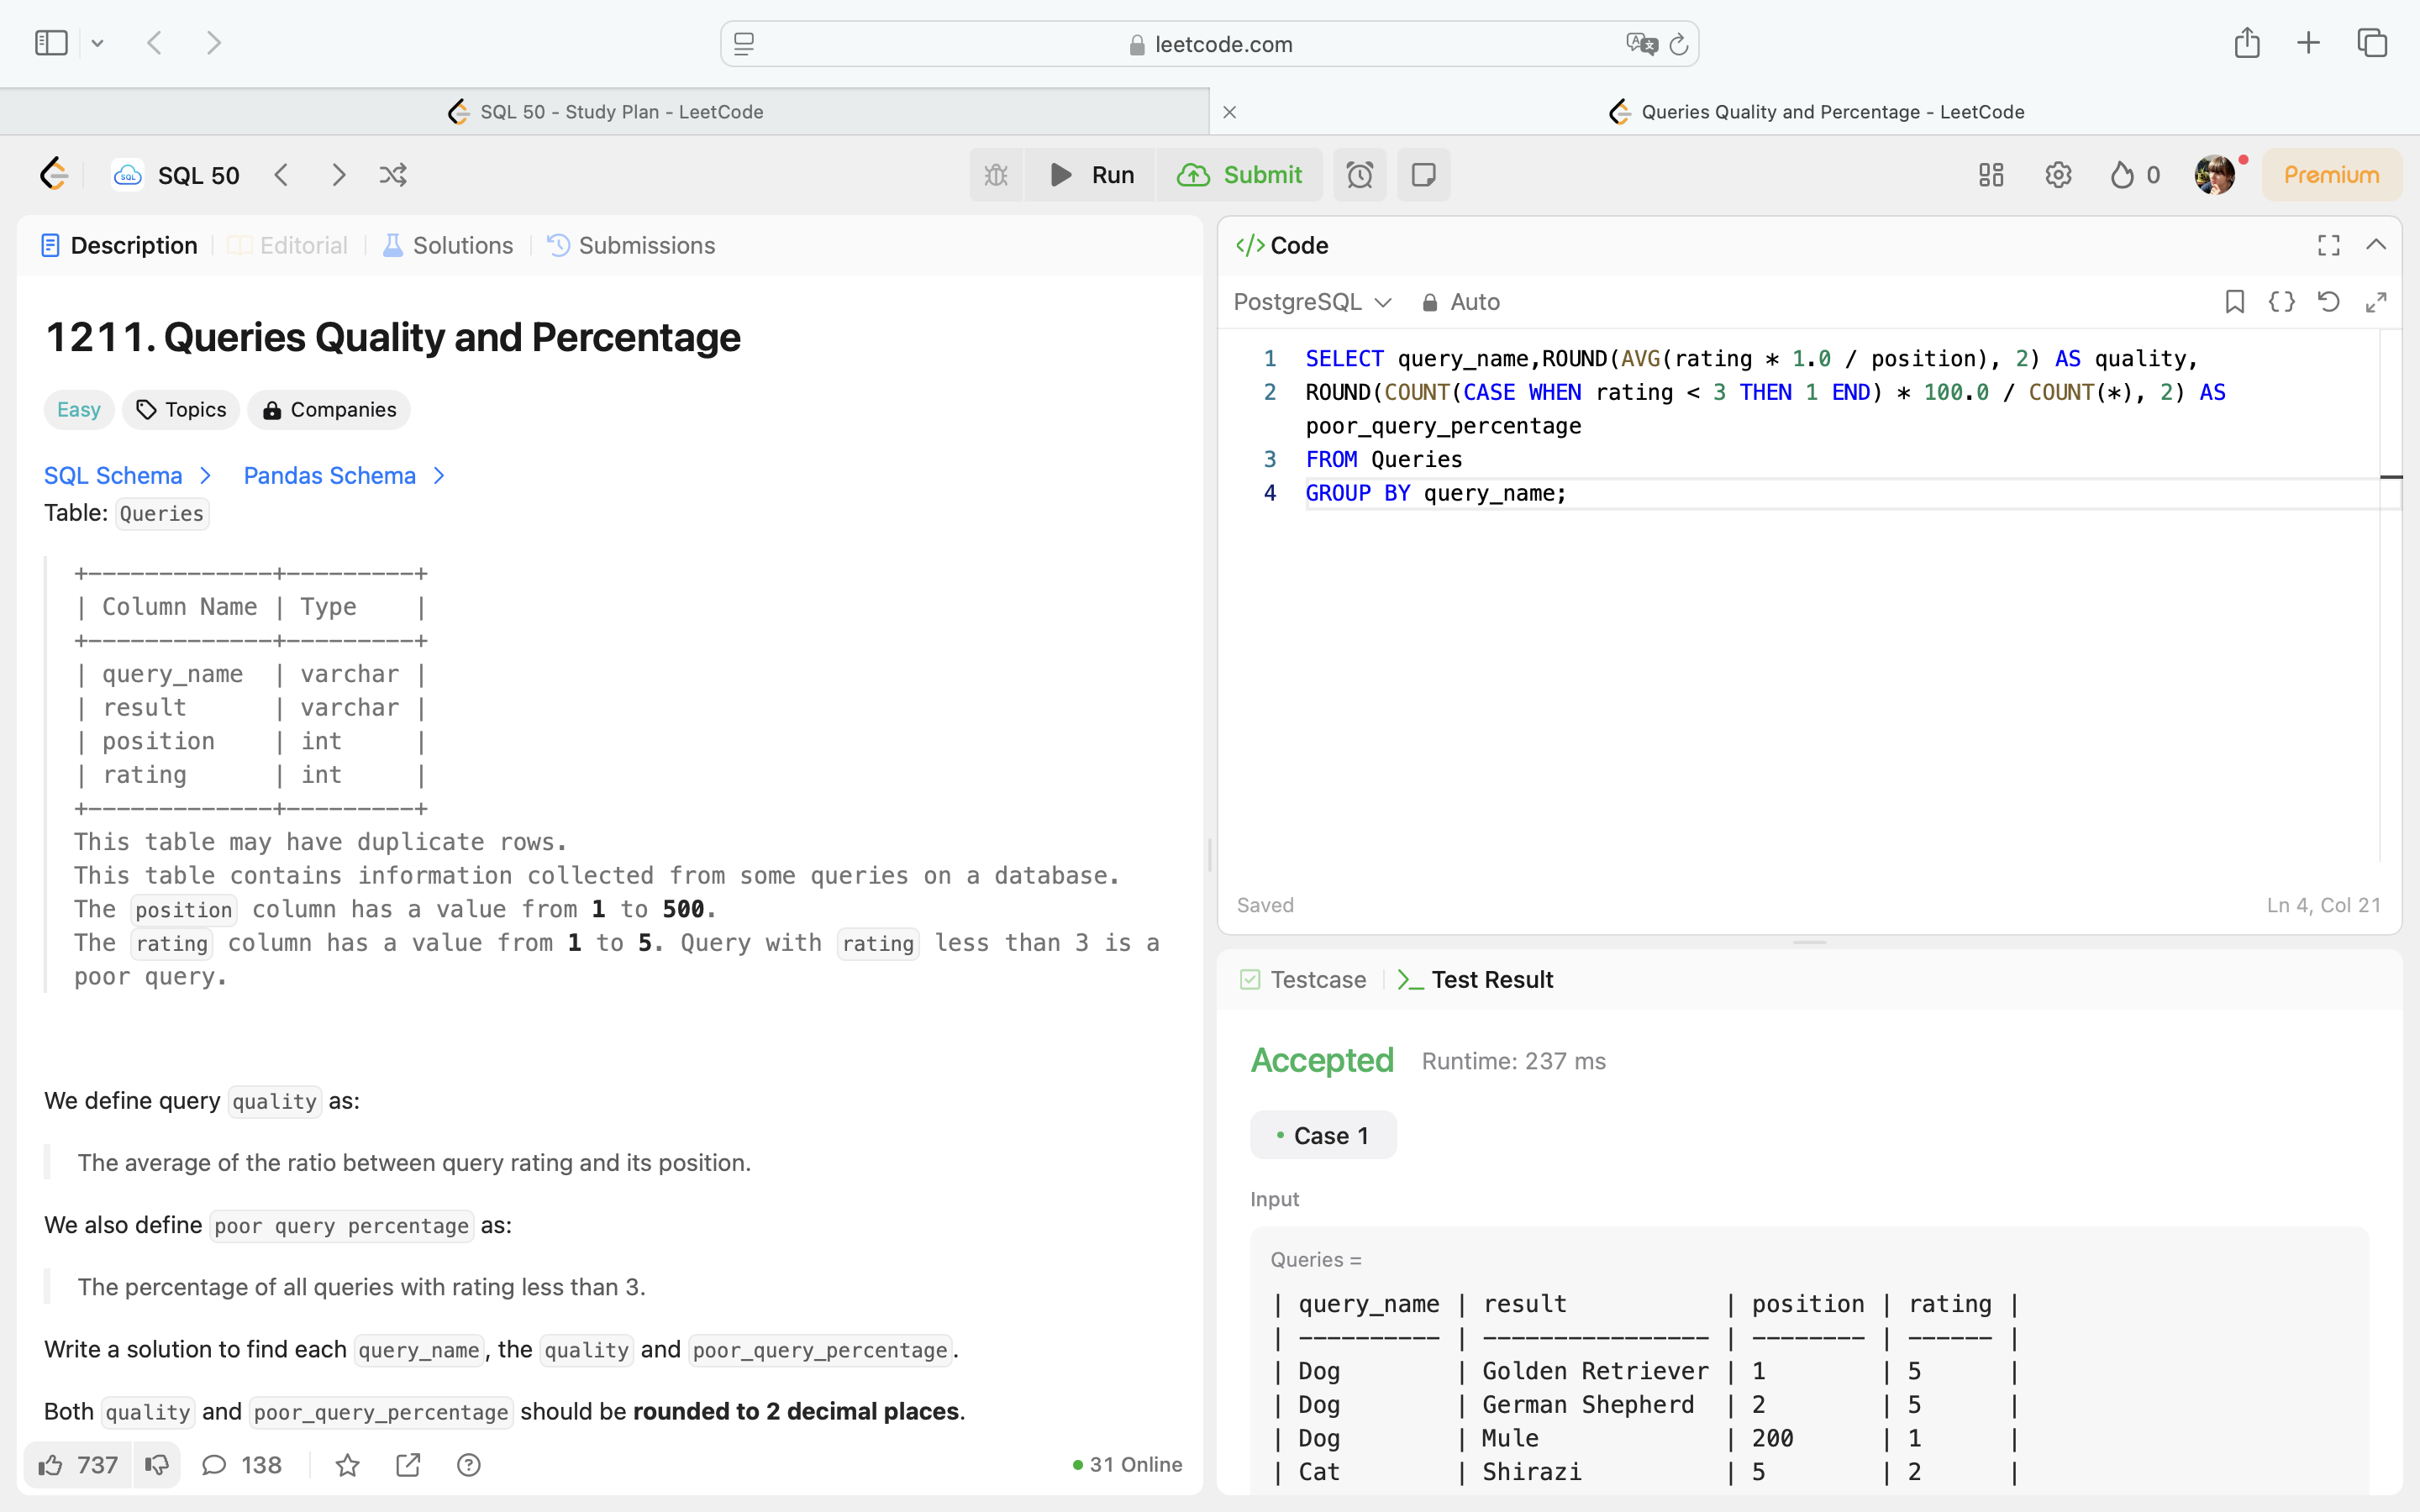 leetcode.com
SQL 50 - Study Plan - LeetCode
Queries Quality and Percentage - LeetCode
SQL 50
Run
Submit
0
Premium
Description
Editorial
Solutions
Submissions
1211. Queries Quality and Percentage
Easy
Topics
Companies
SQL Schema
Pandas Schema
Table: Queries
+-------------+---------+
| Column Name | Type    |
+-------------+---------+
| query_name  | varchar |
| result      | varchar |
| position    | int     |
| rating      | int     |
+-------------+---------+
This table may have duplicate rows.
This table contains information collected from some queries on a database.
The position column has a value from 1 to 500.
The rating column has a value from 1 to 5. Query with rating less than 3 is a
poor query.
We define query quality as:
The average of the ratio between query rating and its position.
We also define poor query percentage as:
The percentage of all queries with rating less than 3.
Write a solution to find each query_name, the quality and poor_query_percentage.
Both quality and poor_query_percentage should be rounded to 2 decimal places.
737
138
31 Online
Code
PostgreSQL
Auto
1 SELECT query_name,ROUND(AVG(rating * 1.0 / position), 2) AS quality,
2 ROUND(COUNT(CASE WHEN rating < 3 THEN 1 END) * 100.0 / COUNT(*), 2) AS
poor_query_percentage
3 FROM Queries
4 GROUP BY query_name;
Saved
Ln 4, Col 21
Testcase
Test Result
Accepted
Runtime: 237 ms
Case 1
Input
Queries =
| query_name | result           | position | rating |
| ---------- | ---------------- | -------- | ------ |
| Dog        | Golden Retriever | 1        | 5      |
| Dog        | German Shepherd  | 2        | 5      |
| Dog        | Mule             | 200      | 1      |
| Cat        | Shirazi          | 5        | 2      |